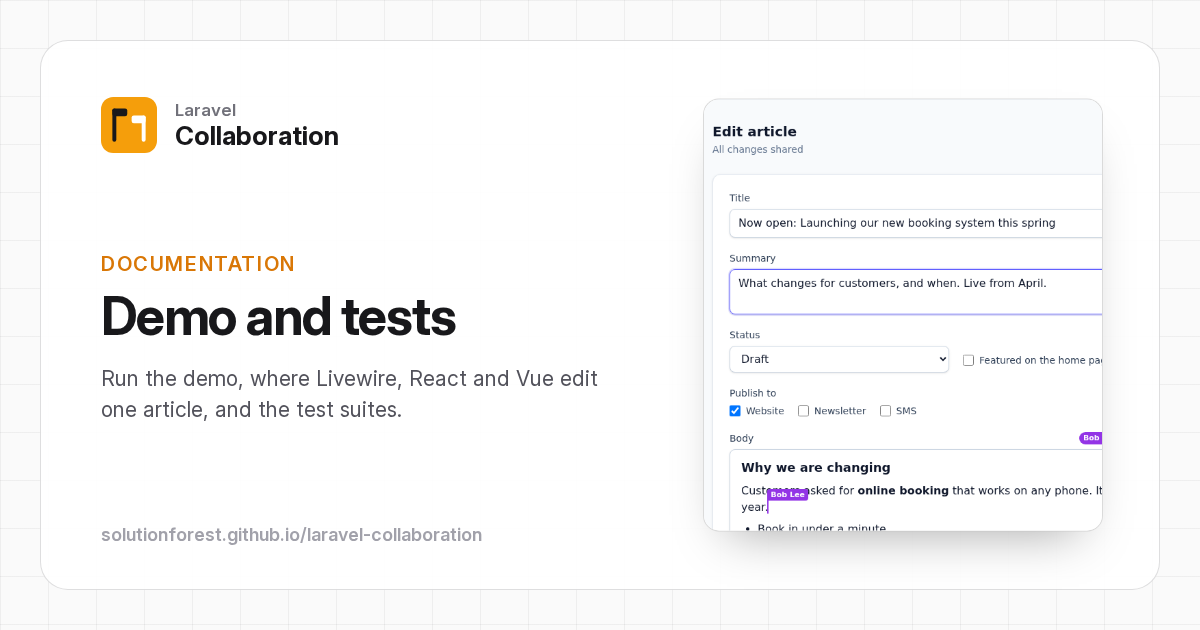 Laravel
Collaboration
DOCUMENTATION
Demo and tests
Run the demo, where Livewire, React and Vue edit
one article, and the test suites.
solutionforest.github.io/laravel-collaboration
Edit article
All changes shared
Title
Now open: Launching our new booking system this spring
Summary
What changes for customers, and when. Live from April.
Status
Draft
Featured on the home
Publish to
Website
Newsletter
SMS
Body
Bob
Why we are changing
Customers asked for online booking that works on any phone. It
Bob Lee
year.
Book in under a minute